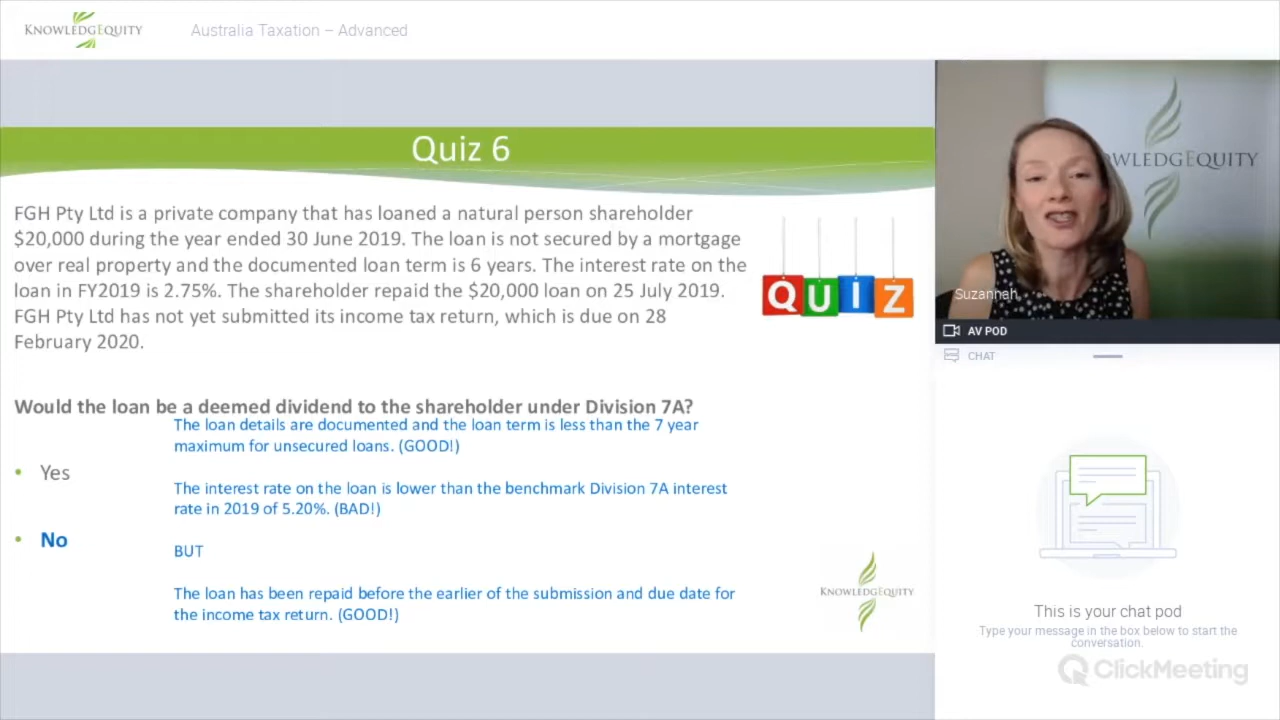 KNOWLEDGEQUITY
Australia Taxation – Advanced
Quiz 6
FGH Pty Ltd is a private company that has loaned a natural person shareholder
$20,000 during the year ended 30 June 2019. The loan is not secured by a mortgage
over real property and the documented loan term is 6 years. The interest rate on the
loan in FY2019 is 2.75%. The shareholder repaid the $20,000 loan on 25 July 2019.
FGH Pty Ltd has not yet submitted its income tax return, which is due on 28
February 2020.
QUIZ
Would the loan be a deemed dividend to the shareholder under Division 7A?
The loan details are documented and the loan term is less than the 7 year
maximum for unsecured loans. (GOOD!)
• Yes
The interest rate on the loan is lower than the benchmark Division 7A interest
rate in 2019 of 5.20%. (BAD!)
• No
BUT
The loan has been repaid before the earlier of the submission and due date for
the income tax return. (GOOD!)
KNOWLEDGEQUITY
OWLEDGEQUITY
Suzannah
AV POD
CHAT
This is your chat pod
Type your message in the box below to start the
conversation.
ClickMeeting